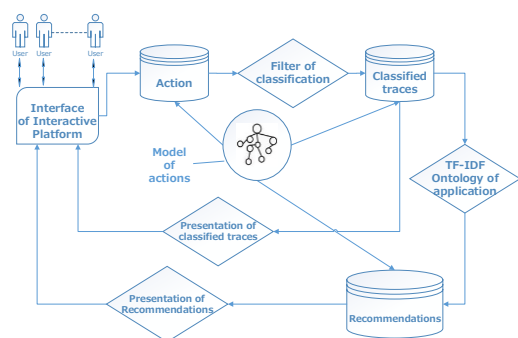 User
User
User
Interface
of Interactive
Platform
Action
Filter of
classification
Classified
traces
Model
of
actions
TF-IDF
Ontology of
application
Presentation of
classified traces
Presentation of
Recommendations
Recommendations